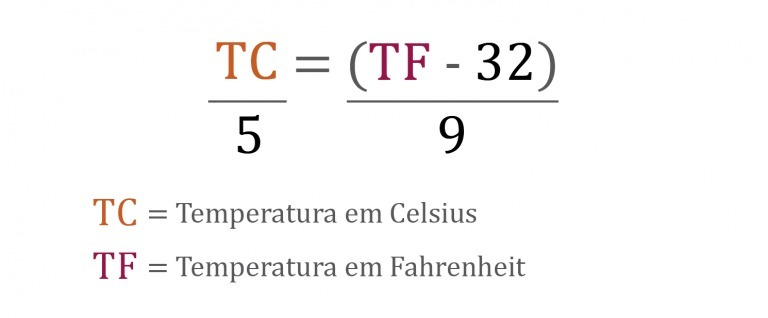 TC = (TF - 32)
5 9
TC = Temperatura em Celsius
TF = Temperatura em Fahrenheit